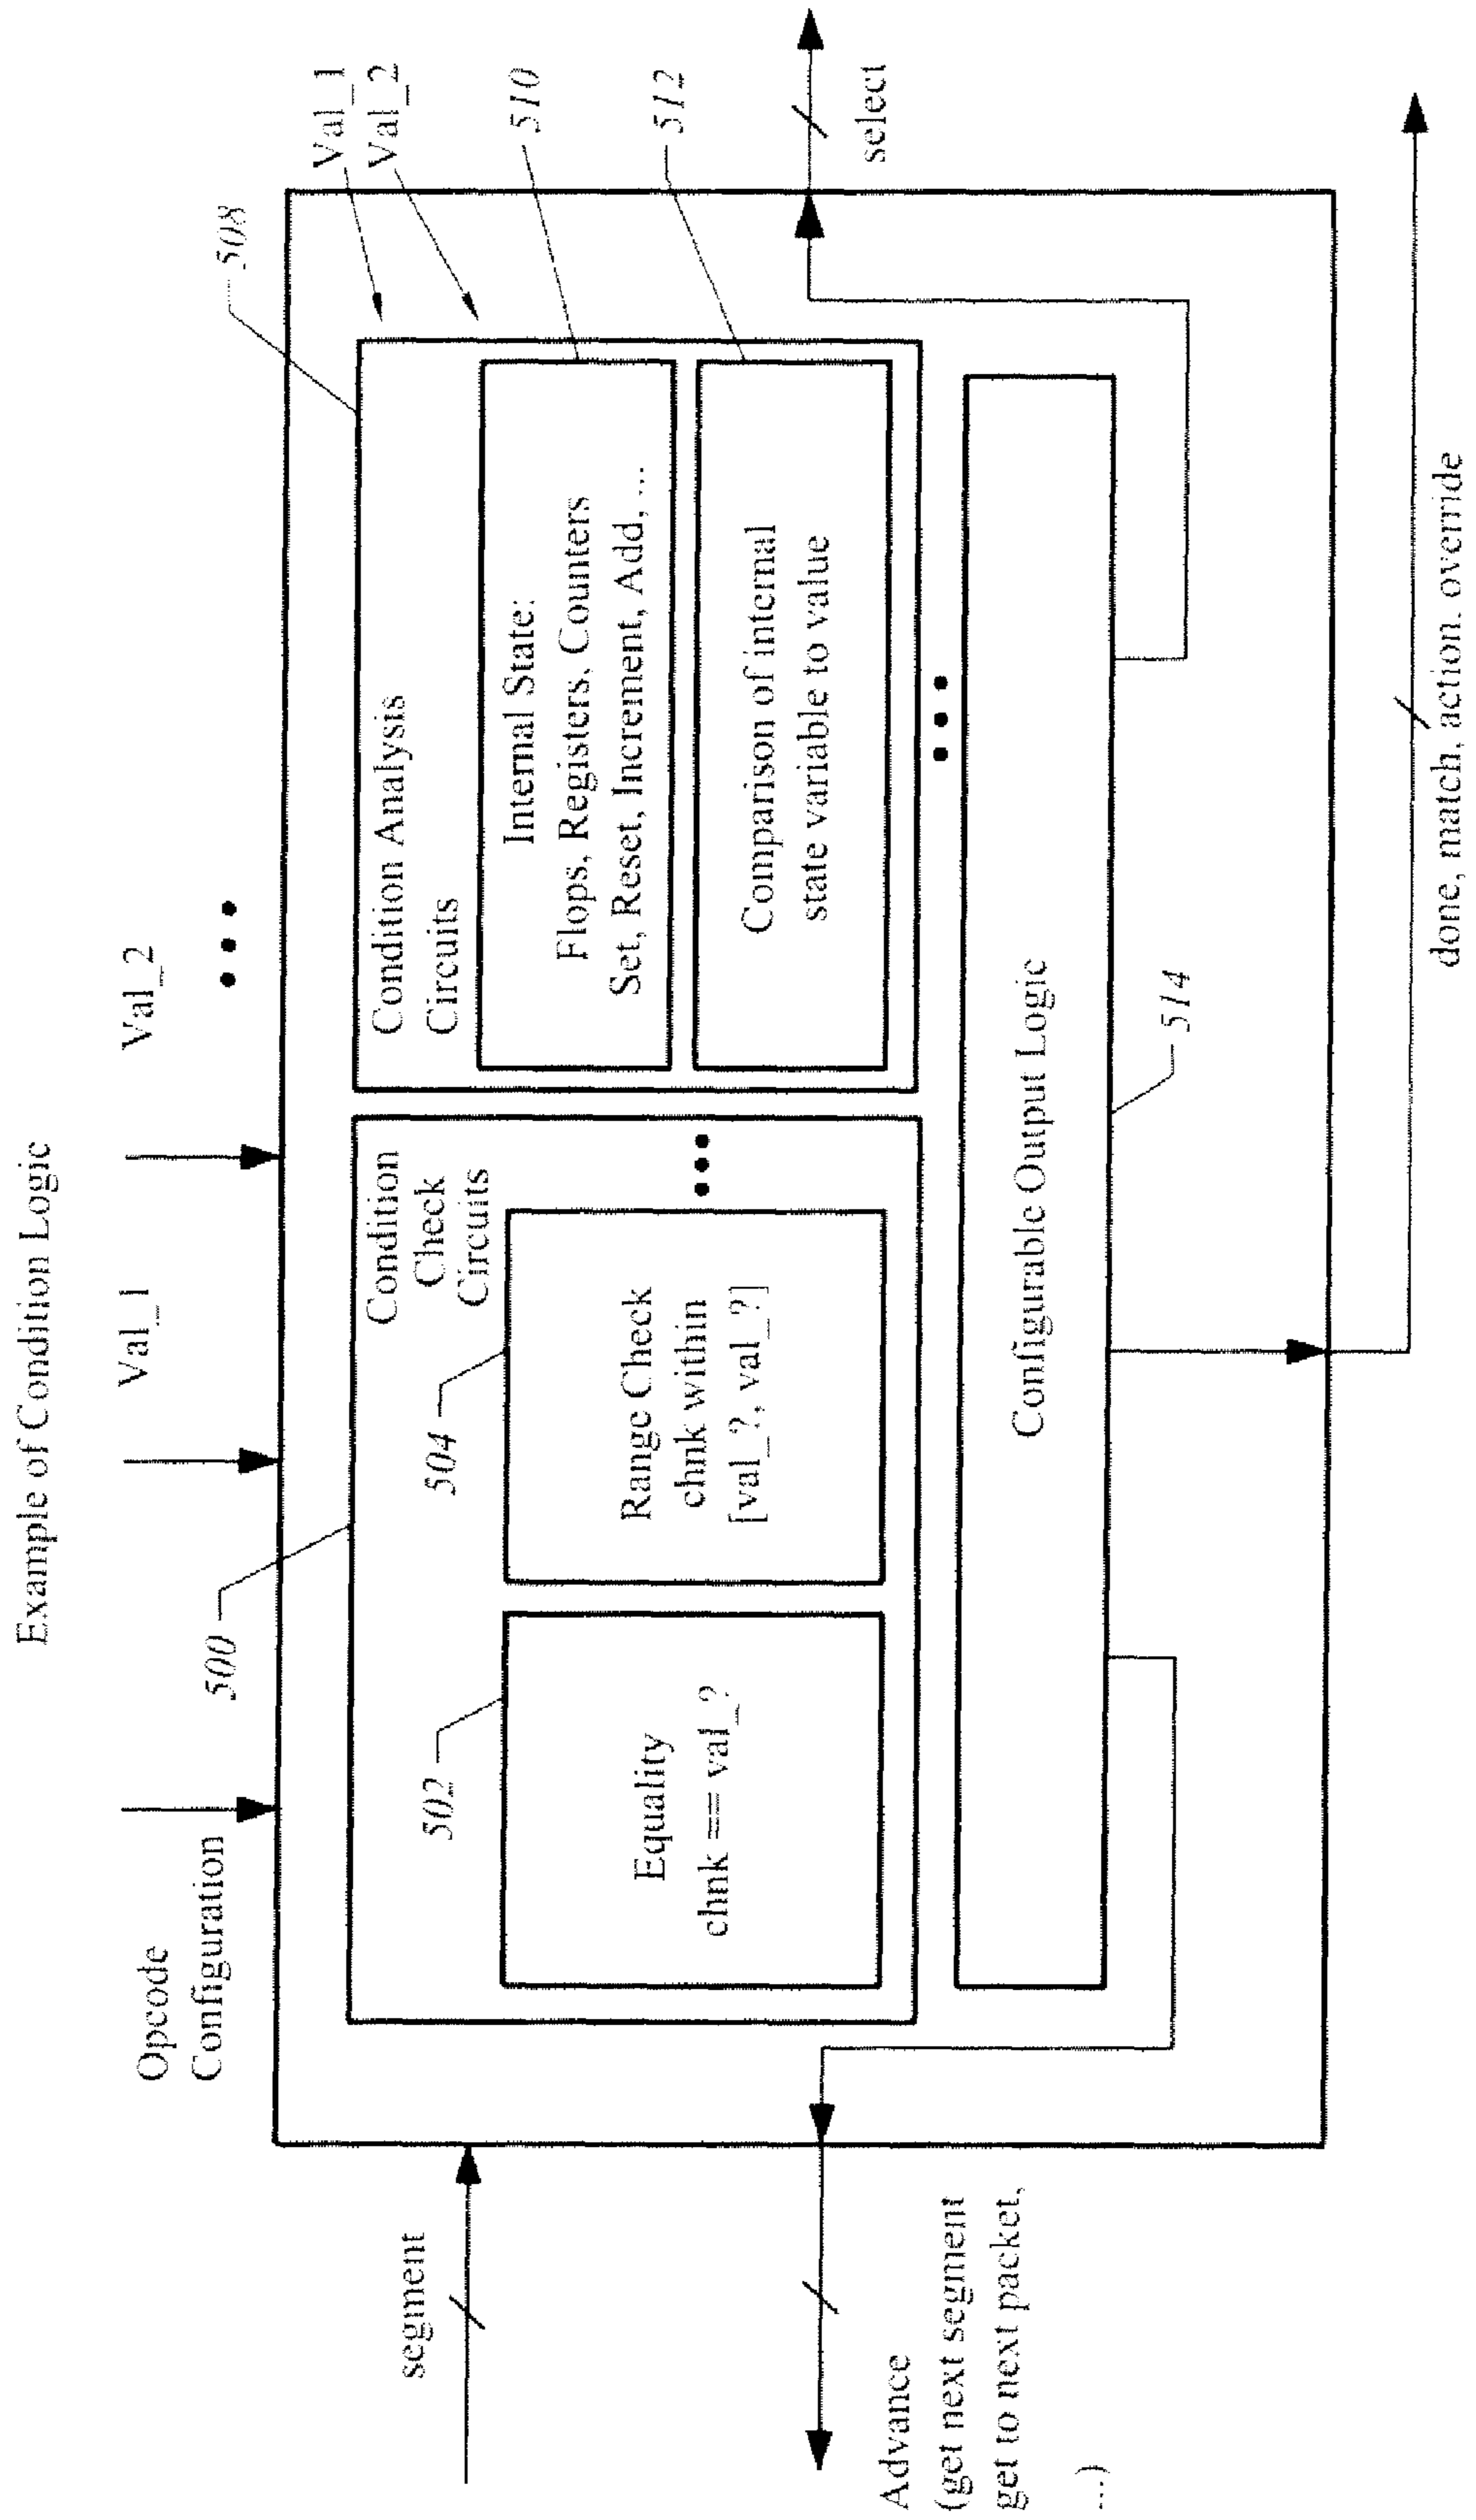 Example of Condition Logic
Opcode
Configuration
Val_1
Val_2
500
508
Val_1
Val_2
segment
502
504
Condition
Check
Circuits
Condition Analysis
Circuits
510
512
Equality
chnk == val_?
Range Check
chnk within
[val_?, val_?]
Internal State:
Flops, Registers, Counters
Set, Reset, Increment, Add, ...
Comparison of internal
state variable to value
select
Configurable Output Logic
514
Advance
(get next segment
get to next packet,
...)
done, match, action, override